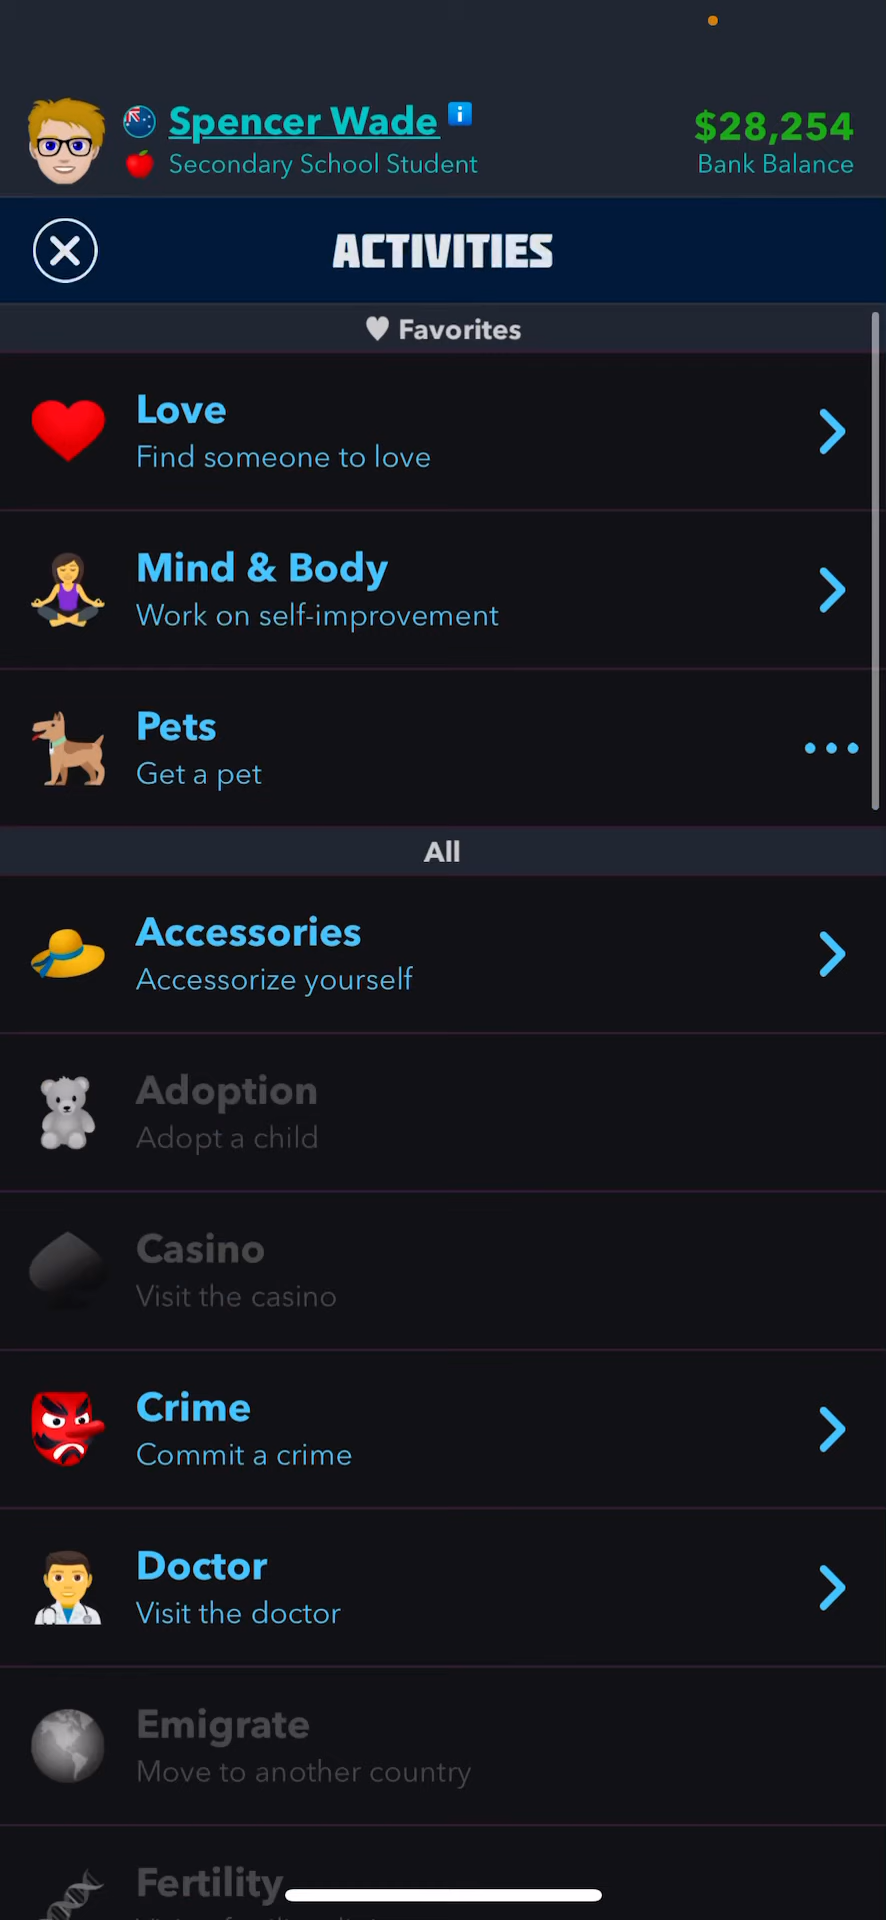 Spencer Wade
$28,254
Secondary School Student
Bank Balance
ACTIVITIES
Favorites
Love
Find someone to love
Mind & Body
Work on self-improvement
Pets
Get a pet
All
Accessories
Accessorize yourself
Adoption
Adopt a child
Casino
Visit the casino
Crime
Commit a crime
Doctor
Visit the doctor
Emigrate
Move to another country
Fertility